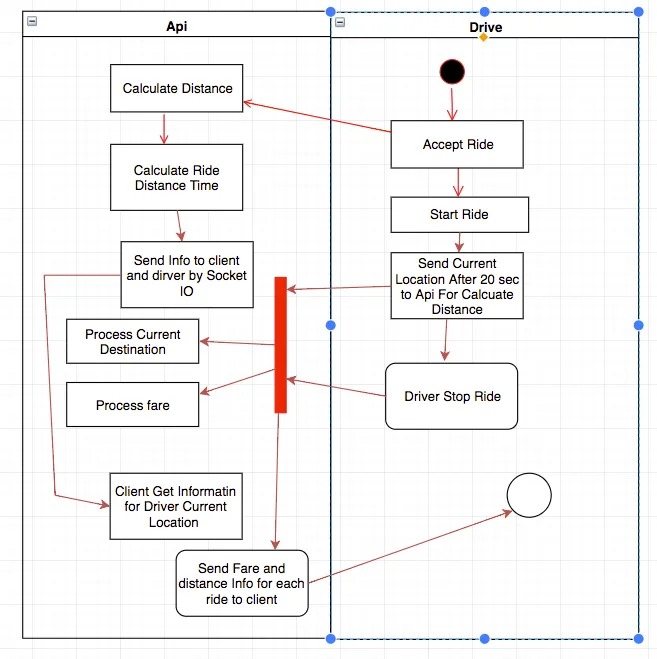 Api
Drive
Calculate Distance
Accept Ride
Calculate Ride
Distance Time
Start Ride
Send Info to client
and dirver by Socket
IO
Send Current
Location After 20 sec
to Api For Calcuate
Distance
Process Current
Destination
Process fare
Driver Stop Ride
Client Get Informatin
for Driver Current
Location
Send Fare and
distance Info for each
ride to client